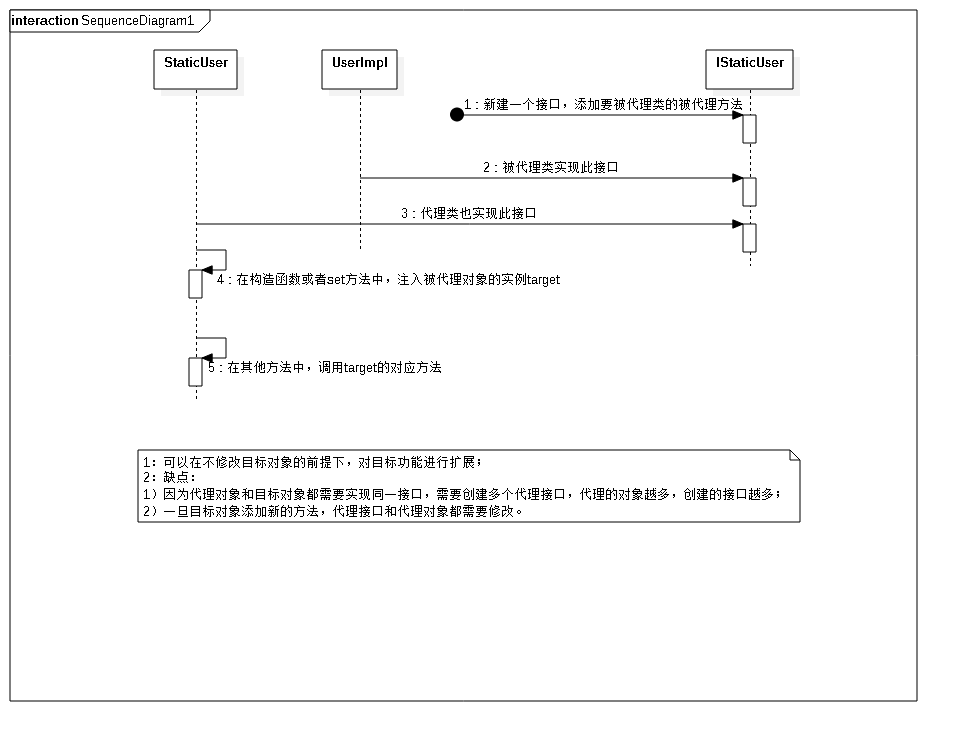 interaction SequenceDiagram1
StaticUser
UserImpl
IStaticUser
1 : 新建一个接口，添加要被代理类的被代理方法
2 : 被代理类实现此接口
3 : 代理类也实现此接口
4 : 在构造函数或者set方法中，注入被代理对象的实例target
5 : 在其他方法中，调用target的对应方法
1：可以在不修改目标对象的前提下，对目标功能进行扩展；
2：缺点：
1）因为代理对象和目标对象都需要实现同一接口，需要创建多个代理接口，代理的对象越多，创建的接口越多；
2）一旦目标对象添加新的方法，代理接口和代理对象都需要修改。